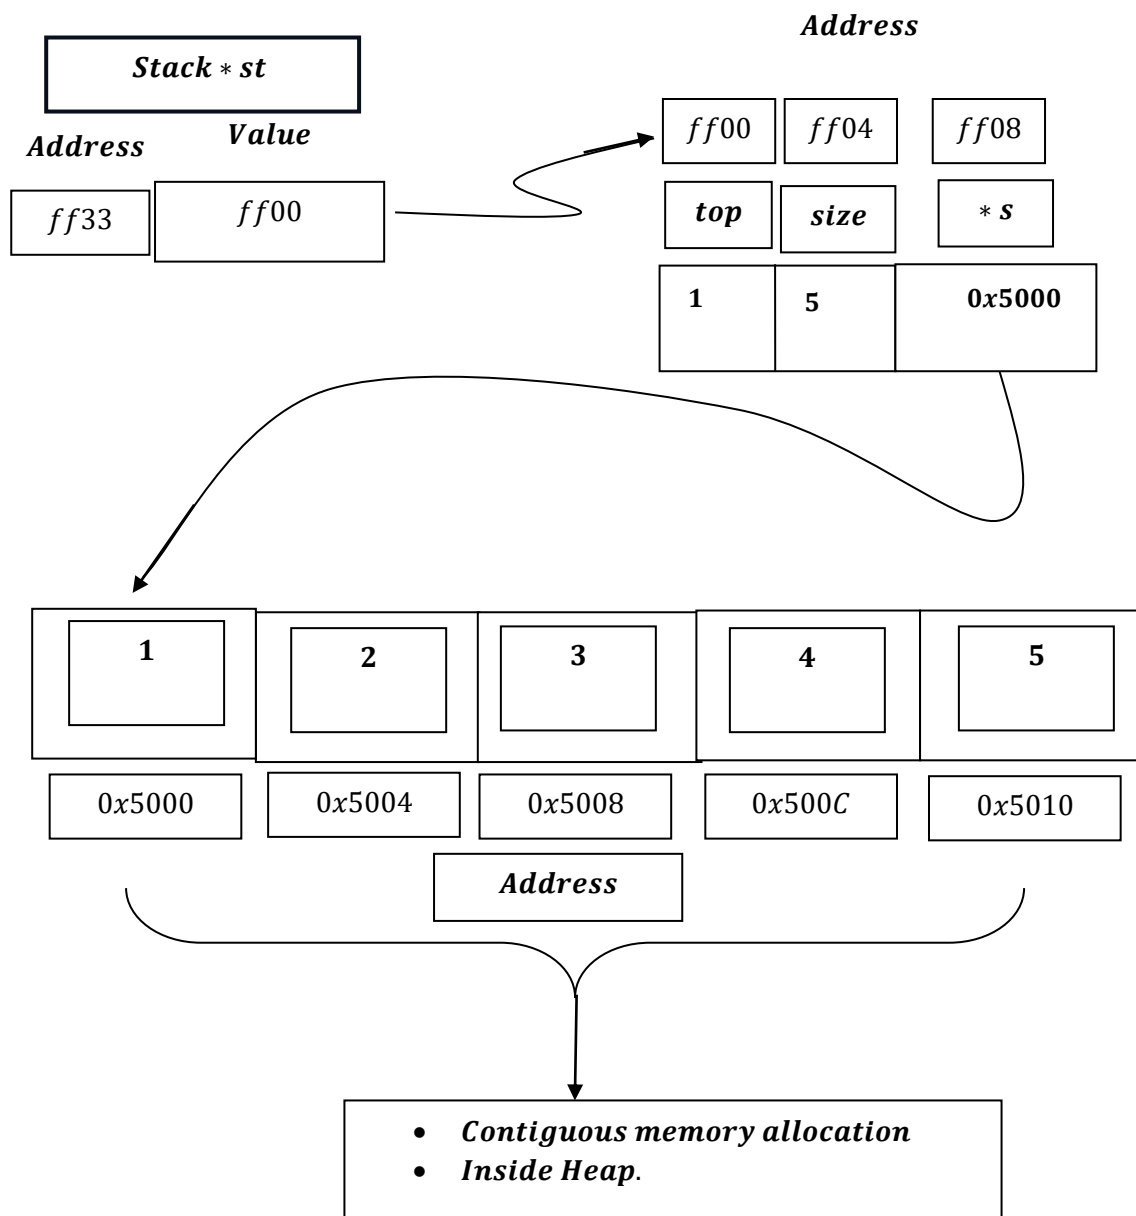 Address
Stack * st
Address Value
ff33 ff00
ff00 ff04 ff08
top size * s
1 5 0x5000
1 2 3 4 5
0x5000 0x5004 0x5008 0x500C 0x5010
Address
• Contiguous memory allocation
• Inside Heap.